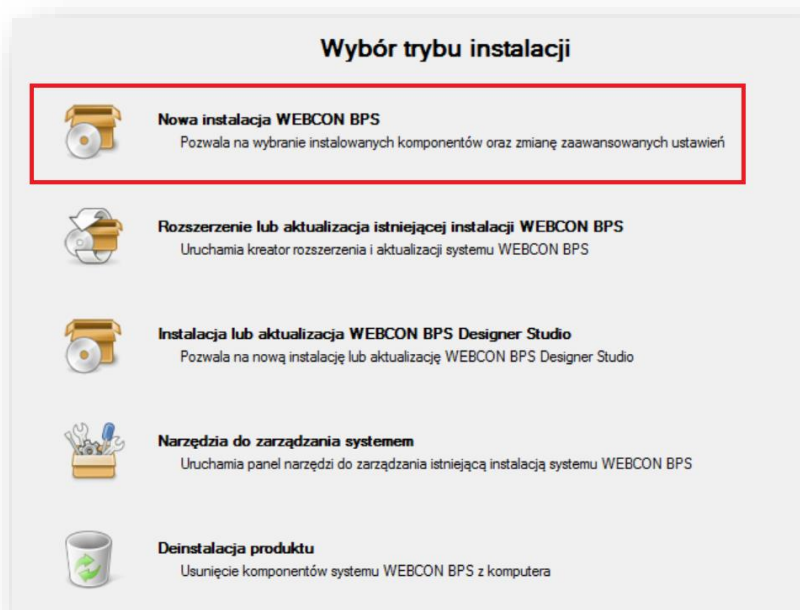 Wybór trybu instalacji
Nowa instalacja WEBCON BPS
Pozwala na wybranie instalowanych komponentów oraz zmianę zaawansowanych ustawień
Rozszerzenie lub aktualizacja istniejącej instalacji WEBCON BPS
Uruchamia kreator rozszerzenia i aktualizacji systemu WEBCON BPS
Instalacja lub aktualizacja WEBCON BPS Designer Studio
Pozwala na nową instalację lub aktualizację WEBCON BPS Designer Studio
Narzędzia do zarządzania systemem
Uruchamia panel narzędzi do zarządzania istniejącą instalacją systemu WEBCON BPS
Deinstalacja produktu
Usunięcie komponentów systemu WEBCON BPS z komputera